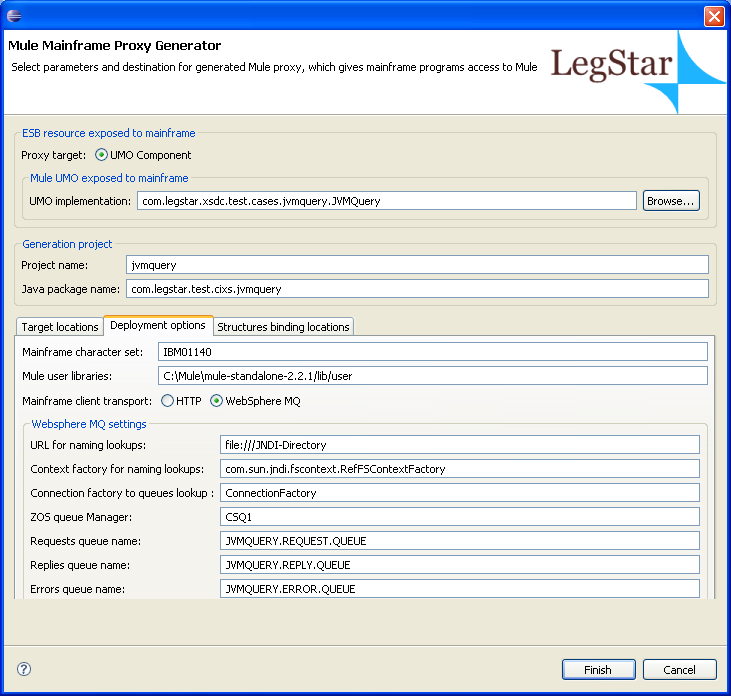 Mule Mainframe Proxy Generator
Select parameters and destination for generated Mule proxy, which gives mainframe programs access to Mule
LegStar
ESB resource exposed to mainframe
Proxy target: UMO Component
Mule UMO exposed to mainframe
UMO implementation: com.legstar.xsdc.test.cases.jvmquery.JVMQuery Browse...
Generation project
Project name: jvmquery
Java package name: com.legstar.test.cixs.jvmquery
Target locations Deployment options Structures binding locations
Mainframe character set: IBM01140
Mule user libraries: C:\Mule\mule-standalone-2.2.1/lib/user
Mainframe client transport: HTTP WebSphere MQ
Websphere MQ settings
URL for naming lookups: file:///JNDI-Directory
Context factory for naming lookups: com.sun.jndi.fscontext.RefFSContextFactory
Connection factory to queues lookup : ConnectionFactory
ZOS queue Manager: CSQ1
Requests queue name: JVMQUERY.REQUEST.QUEUE
Replies queue name: JVMQUERY.REPLY.QUEUE
Errors queue name: JVMQUERY.ERROR.QUEUE
? Finish Cancel